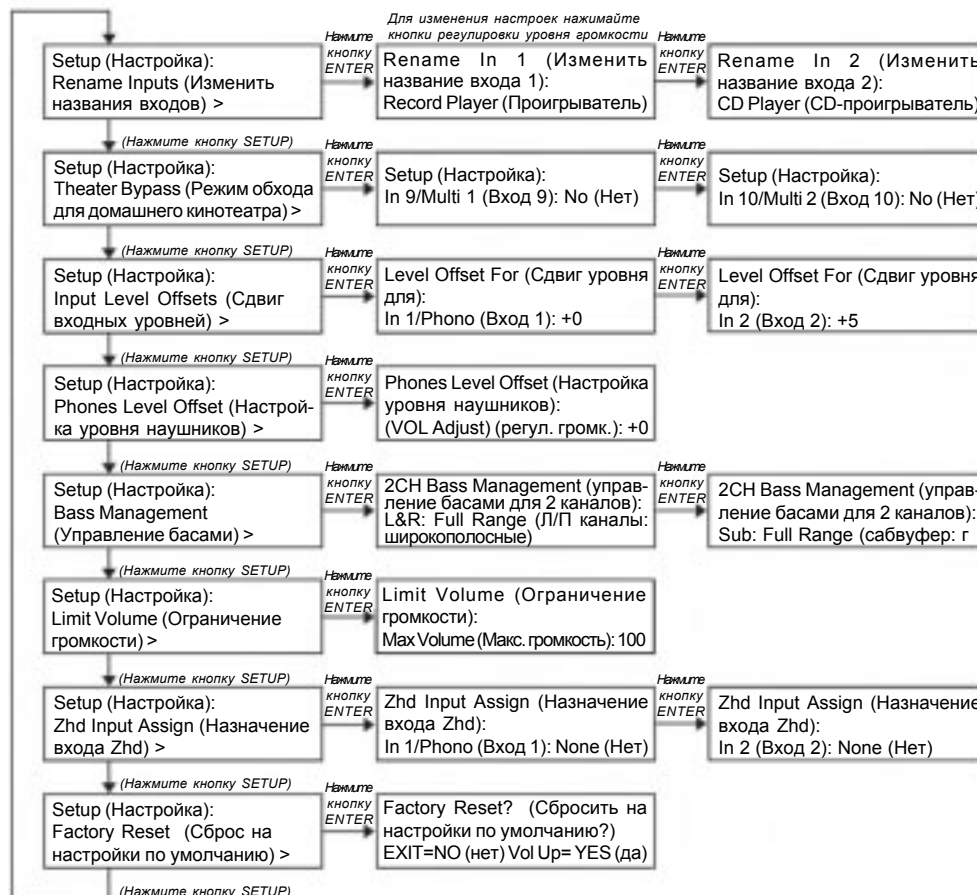 Для изменения настроек нажимайте
кнопки регулировки уровня громкости
Нажмите
кнопку
ENTER
Нажмите
кнопку
ENTER
Setup (Настройка):
Rename Inputs (Изменить
названия входов) >
Rename In 1 (Изменить
название входа 1):
Record Player (Проигрыватель)
Rename In 2 (Изменить
название входа 2):
CD Player (CD-проигрыватель)
(Нажмите кнопку SETUP)
Нажмите
кнопку
ENTER
Нажмите
кнопку
ENTER
Setup (Настройка):
Theater Bypass (Режим обхода
для домашнего кинотеатра) >
Setup (Настройка):
In 9/Multi 1 (Вход 9): No (Нет)
Setup (Настройка):
In 10/Multi 2 (Вход 10): No (Нет)
(Нажмите кнопку SETUP)
Нажмите
кнопку
ENTER
Нажмите
кнопку
ENTER
Setup (Настройка):
Input Level Offsets (Сдвиг
входных уровней) >
Level Offset For (Сдвиг уровня
для):
In 1/Phono (Вход 1): +0
Level Offset For (Сдвиг уровня
для):
In 2 (Вход 2): +5
(Нажмите кнопку SETUP)
Нажмите
кнопку
ENTER
Setup (Настройка):
Phones Level Offset (Настрой-
ка уровня наушников) >
Phones Level Offset (Настройка
уровня наушников):
(VOL Adjust) (регул. громк.): +0
(Нажмите кнопку SETUP)
Нажмите
кнопку
ENTER
Нажмите
кнопку
ENTER
Setup (Настройка):
Bass Management
(Управление басами) >
2CH Bass Management (управ-
ление басами для 2 каналов):
L&R: Full Range (Л/П каналы:
широкополосные)
2CH Bass Management (управ-
ление басами для 2 каналов):
Sub: Full Range (сабвуфер: г
(Нажмите кнопку SETUP)
Нажмите
кнопку
ENTER
Setup (Настройка):
Limit Volume (Ограничение
громкости) >
Limit Volume (Ограничение
громкости):
Max Volume (Макс. громкость): 100
(Нажмите кнопку SETUP)
Нажмите
кнопку
ENTER
Нажмите
кнопку
ENTER
Setup (Настройка):
Zhd Input Assign (Назначение
входа Zhd) >
Zhd Input Assign (Назначение
входа Zhd):
In 1/Phono (Вход 1): None (Нет)
Zhd Input Assign (Назначение
входа Zhd):
In 2 (Вход 2): None (Нет)
(Нажмите кнопку SETUP)
Нажмите
кнопку
ENTER
Setup (Настройка):
Factory Reset (Сброс на
настройки по умолчанию) >
Factory Reset? (Сбросить на
настройки по умолчанию?)
EXIT=NO (нет) Vol Up= YES (да)
(Нажмите кнопку SETUP)